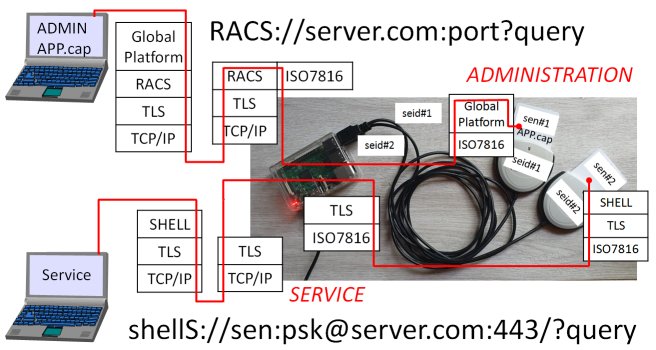 ADMIN
APP.cap
RACS://server.com:port?query
Global
Platform
RACS
TLS
TCP/IP
RACS
ISO7816
TLS
TCP/IP
ADMINISTRATION
seid#1
seid#2
Global
Platform
ISO7816
sen#1
APP.cap
seid#1
sen#2
seid#2
SHELL
TLS
ISO7816
TLS
ISO7816
Service
SHELL
TLS
TCP/IP
TLS
TCP/IP
SERVICE
shellS://sen:psk@server.com:443/?query